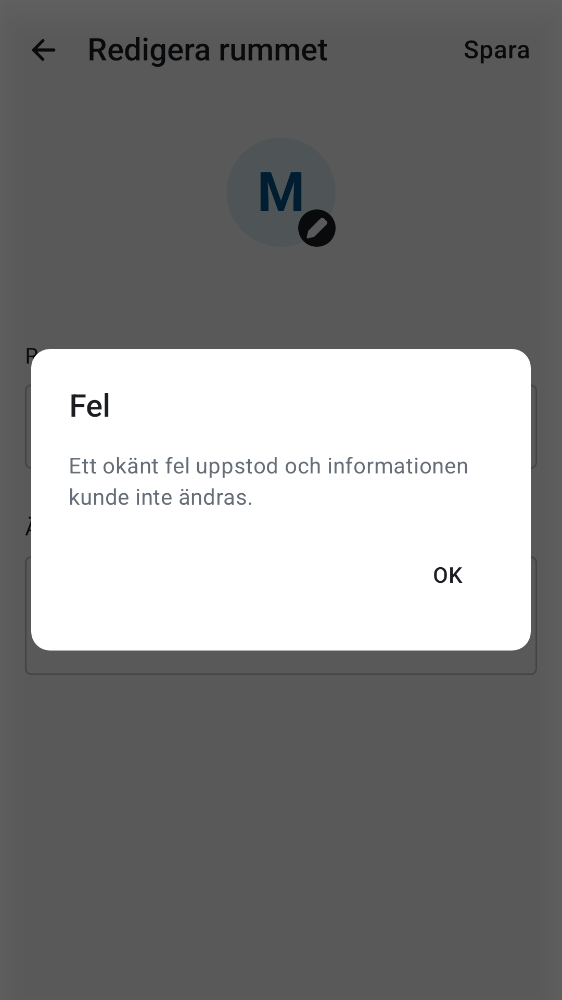 Redigera rummet
Spara
M
Fel
Ett okänt fel uppstod och informationen
kunde inte ändras.
OK